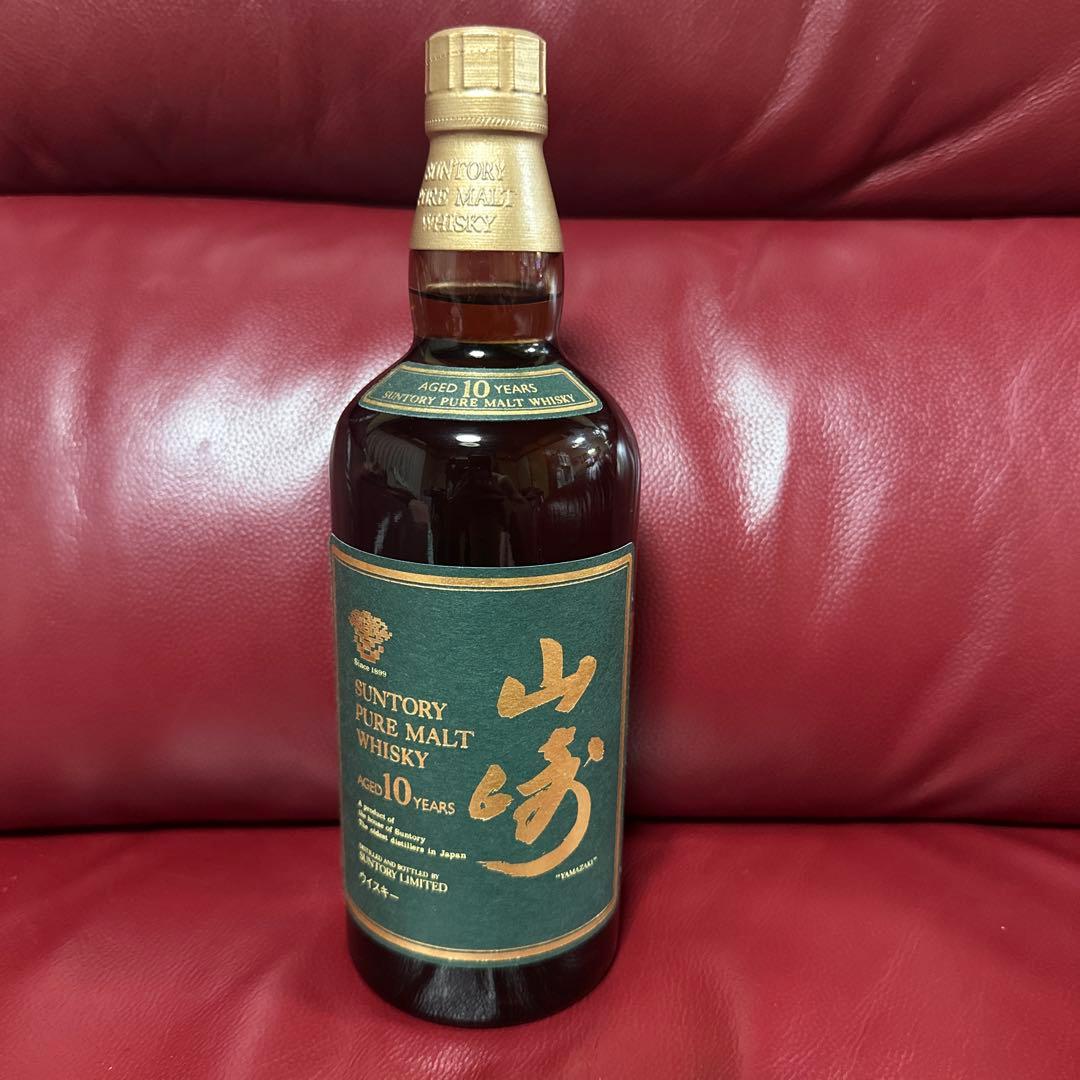 SUNTORY
PURE MALT
WHISKY
AGED 10 YEARS
SUNTORY PURE MALT WHISKY
Since 1899
SUNTORY
PURE MALT
WHISKY
AGED 10 YEARS
A product of
the house of Suntory
The oldest distillers in Japan
DISTILLED AND BOTTLED BY
SUNTORY LIMITED
ウイスキー
山崎
"YAMAZAKI"